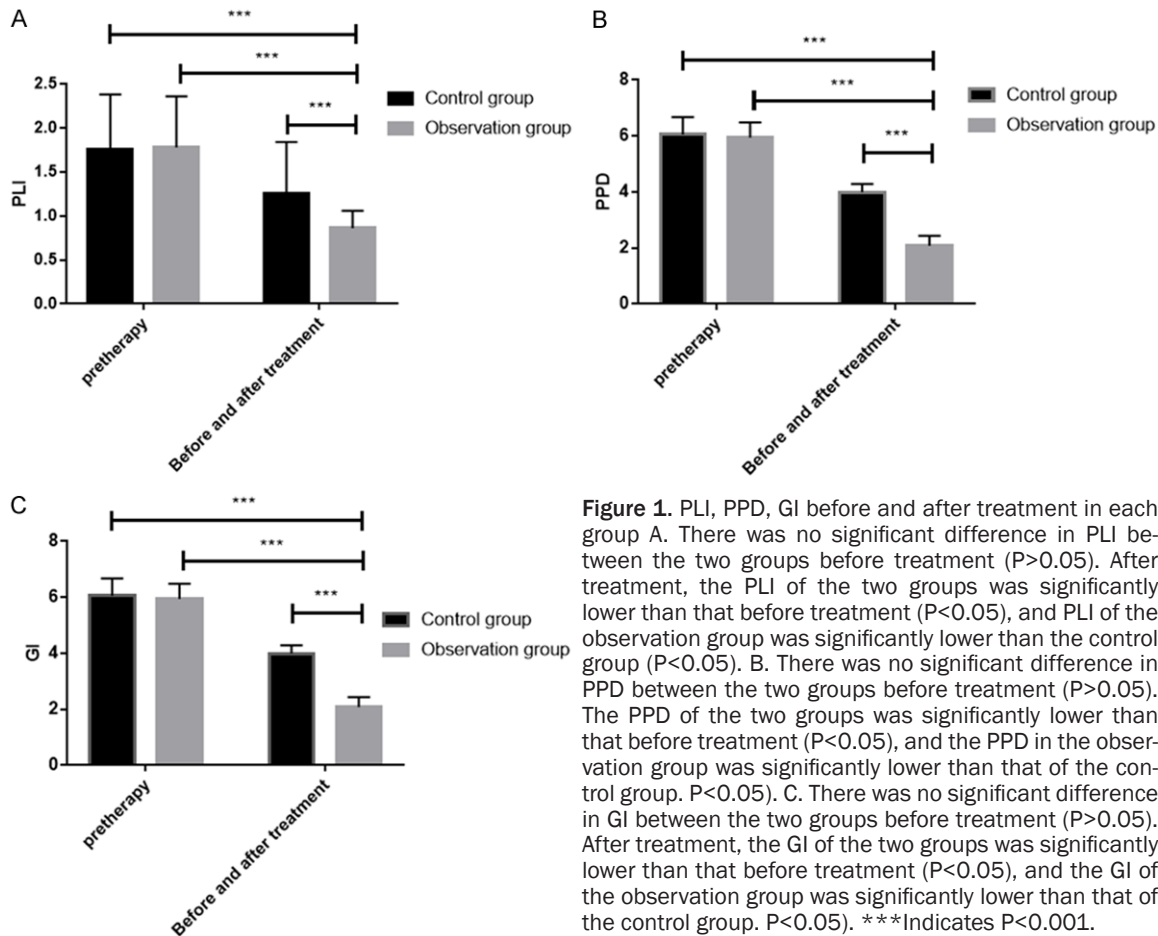 A
***
***
***
2.5
2.0
1.5
1.0
0.5
0.0
PLI
pretherapy
Before and after treatment
Control group
Observation group
B
***
***
***
8
6
4
2
0
PPD
pretherapy
Before and after treatment
Control group
Observation group
C
***
***
***
8
6
4
2
0
GI
pretherapy
Before and after treatment
Control group
Observation group
Figure 1. PLI, PPD, GI before and after treatment in each
group A. There was no significant difference in PLI be-
tween the two groups before treatment (P>0.05). After
treatment, the PLI of the two groups was significantly
lower than that before treatment (P<0.05), and PLI of the
observation group was significantly lower than the control
group (P<0.05). B. There was no significant difference in
PPD between the two groups before treatment (P>0.05).
The PPD of the two groups was significantly lower than
that before treatment (P<0.05), and the PPD in the obser-
vation group was significantly lower than that of the con-
trol group. P<0.05). C. There was no significant difference
in GI between the two groups before treatment (P>0.05).
After treatment, the GI of the two groups was significantly
lower than that before treatment (P<0.05), and the GI of
the observation group was significantly lower than that of
the control group. P<0.05). ***Indicates P<0.001.